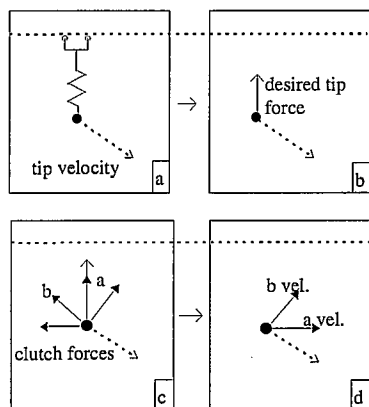 desired tip
force
tip velocity
a
b
b
a
clutch forces
c
b vel.
a vel.
d